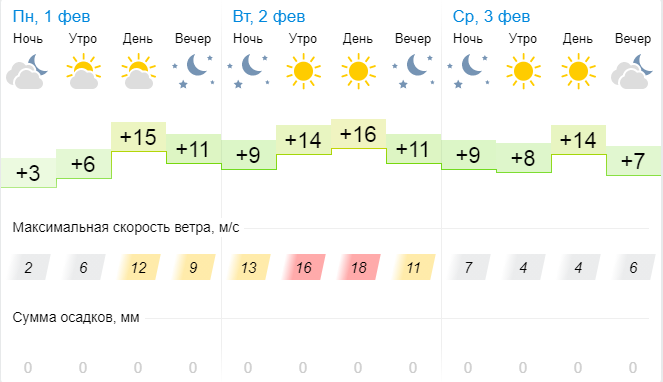 Пн, 1 фев Вт, 2 фев Ср, 3 фев
Ночь Утро День Вечер Ночь Утро День Вечер Ночь Утро День Вечер
+3 +6 +15 +11 +9 +14 +16 +11 +9 +8 +14 +7
Максимальная скорость ветра, м/с
2 6 12 9 13 16 18 11 7 4 4 6
Сумма осадков, мм
0 0 0 0 0 0 0 0 0 0 0 0